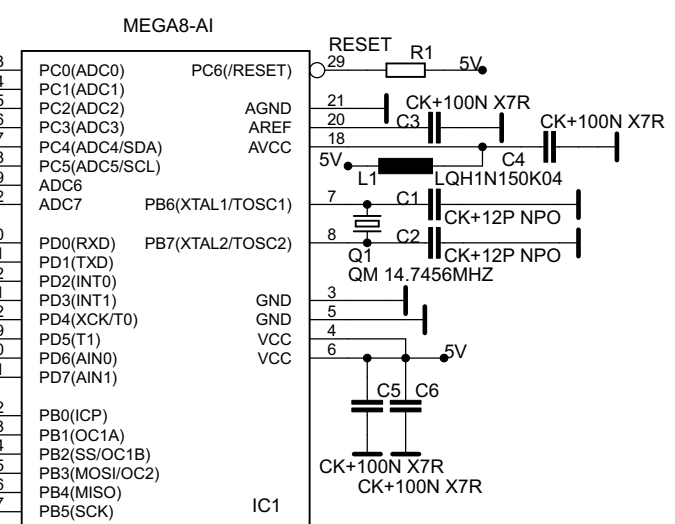 MEGA8-AI
RESET
PC0(ADC0) PC6(/RESET) 29 R1 5V
PC1(ADC1)
PC2(ADC2) AGND 21 CK+100N X7R
PC3(ADC3) AREF 20 C3 CK+100N X7R
PC4(ADC4/SDA) AVCC 18
PC5(ADC5/SCL) 5V C4
ADC6 L1 LQH1N150K04
ADC7 PB6(XTAL1/TOSC1) 7 C1
CK+12P NPO
PD0(RXD) PB7(XTAL2/TOSC2) 8 C2
PD1(TXD) Q1 CK+12P NPO
PD2(INT0) QM 14.7456MHZ
PD3(INT1) GND 3
PD4(XCK/T0) GND 5
PD5(T1) VCC 4
PD6(AIN0) VCC 6 5V
PD7(AIN1)
C5 C6
PB0(ICP)
PB1(OC1A)
PB2(SS/OC1B)
PB3(MOSI/OC2) CK+100N X7R
PB4(MISO) CK+100N X7R
PB5(SCK) IC1